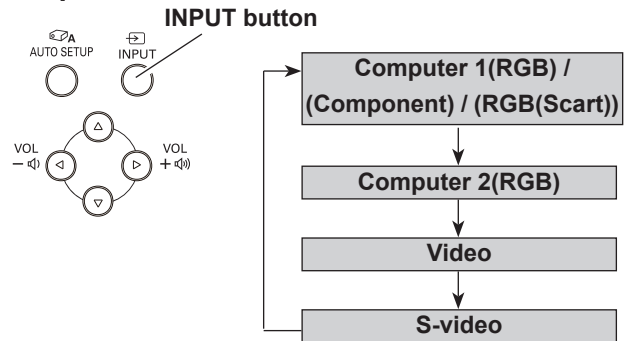 INPUT button
A
AUTO SETUP
INPUT
VOL
–
VOL
+
Computer 1(RGB) /
(Component) / (RGB(Scart))
Computer 2(RGB)
Video
S-video